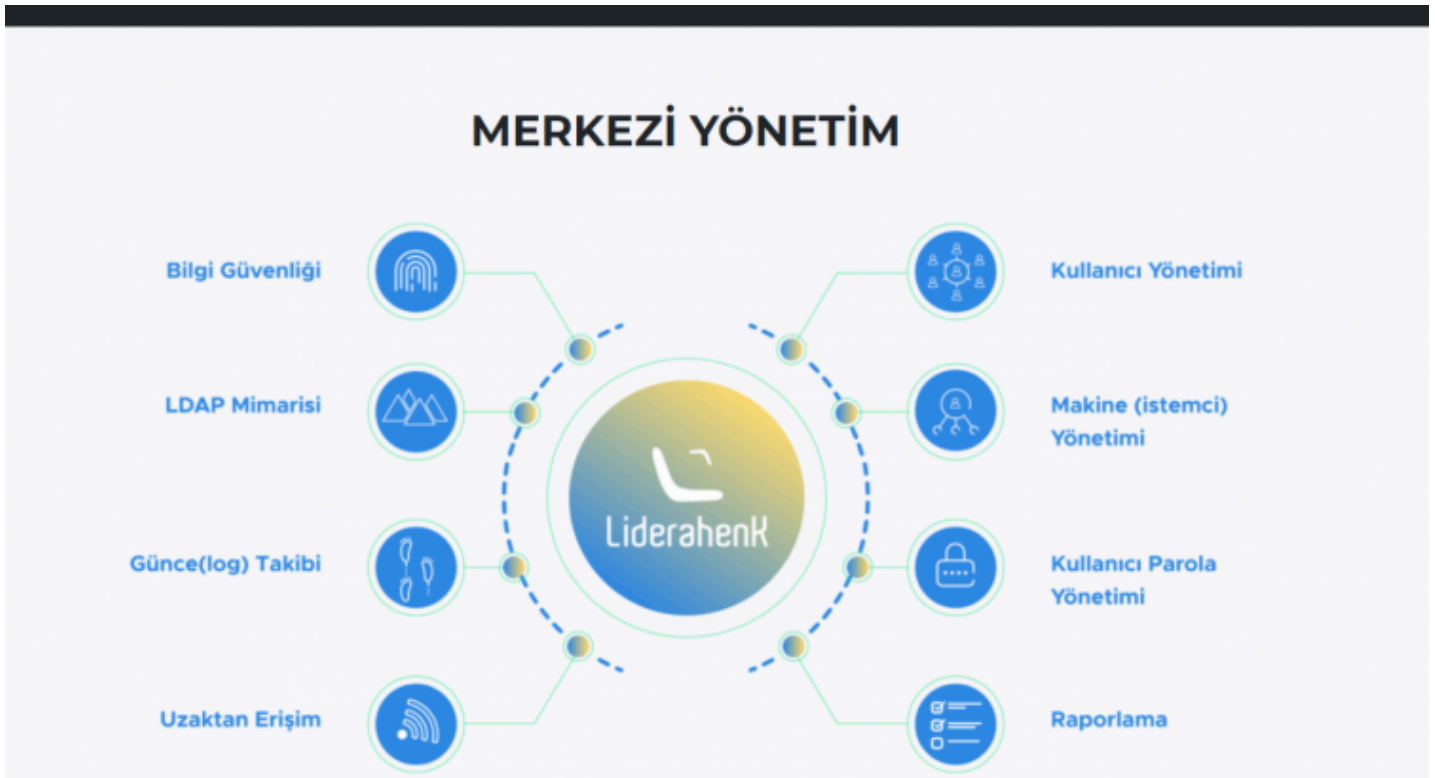 MERKEZİ YÖNETİM
Bilgi Güvenliği
LDAP Mimarisi
Günce(log) Takibi
Uzaktan Erişim
LiderahenK
Kullanıcı Yönetimi
Makine (istemci)
Yönetimi
Kullanıcı Parola
Yönetimi
Raporlama